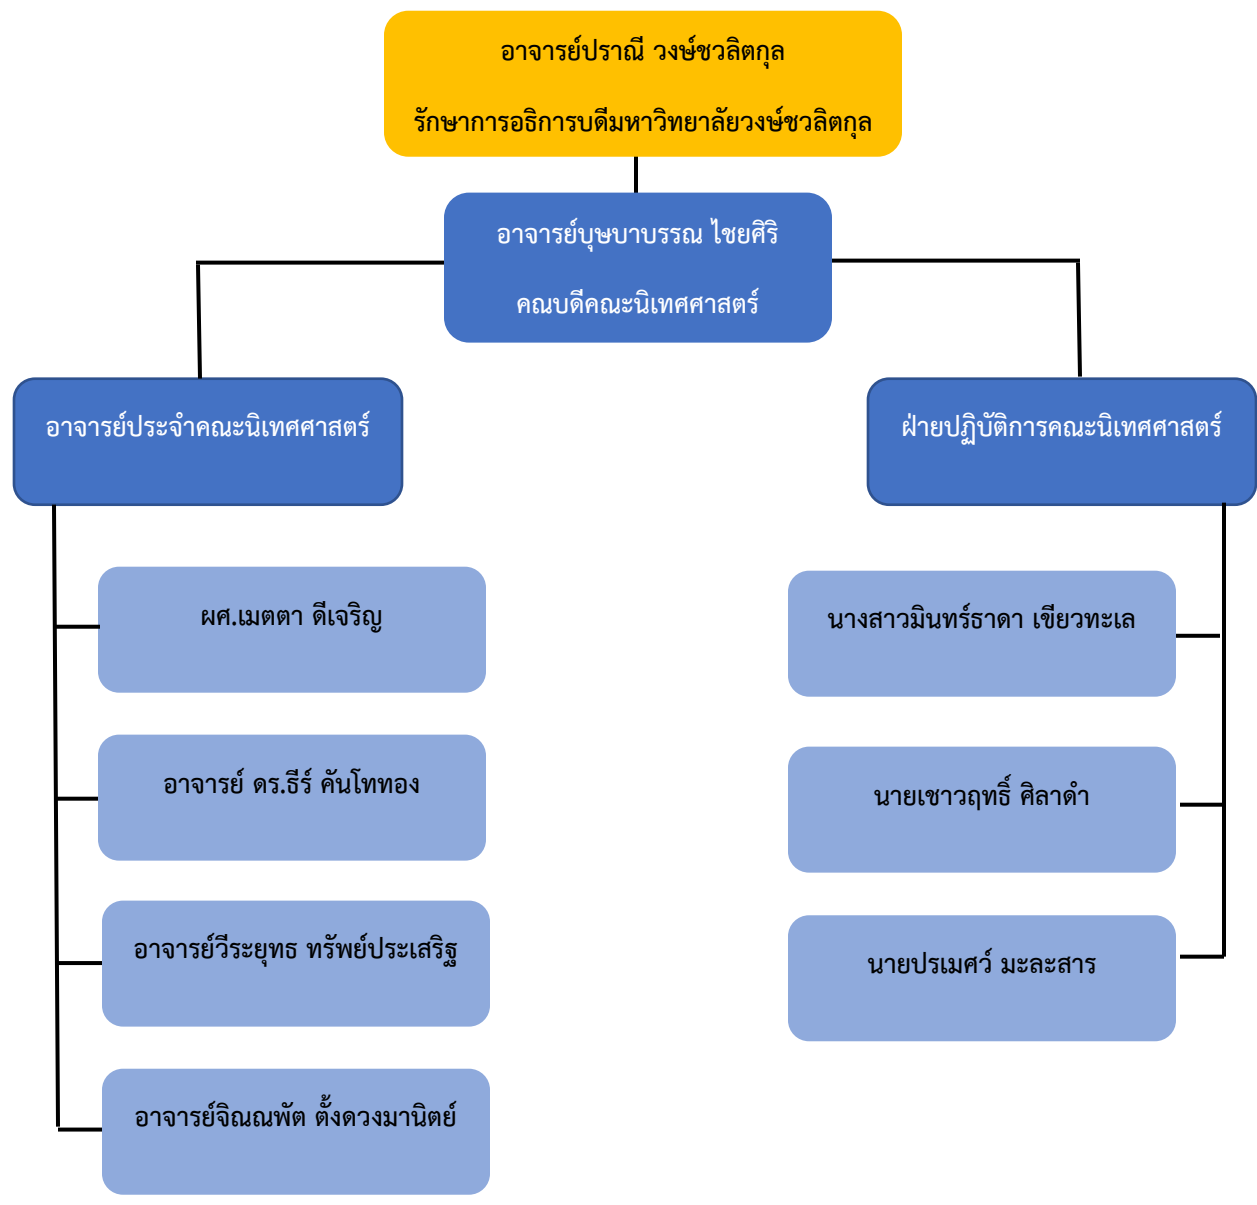 อาจารย์ปราณี วงษ์ชวลิตกุล
รักษาการอธิการบดีมหาวิทยาลัยวงษ์ชวลิตกุล
อาจารย์บุษบาบรรณ ไชยศิริ
คณบดีคณะนิเทศศาสตร์
อาจารย์ประจำคณะนิเทศศาสตร์
ผศ.เมตตา ดีเจริญ
อาจารย์ ดร.ธีร์ คันโททอง
อาจารย์วีระยุทธ ทรัพย์ประเสริฐ
อาจารย์จิณณพัต ตั้งดวงมานิตย์
ฝ่ายปฏิบัติการคณะนิเทศศาสตร์
นางสาวมินทร์ธาดา เขียวทะเล
นายเชาวฤทธิ์ ศิลาดำ
นายปรเมศว์ มะละสาร